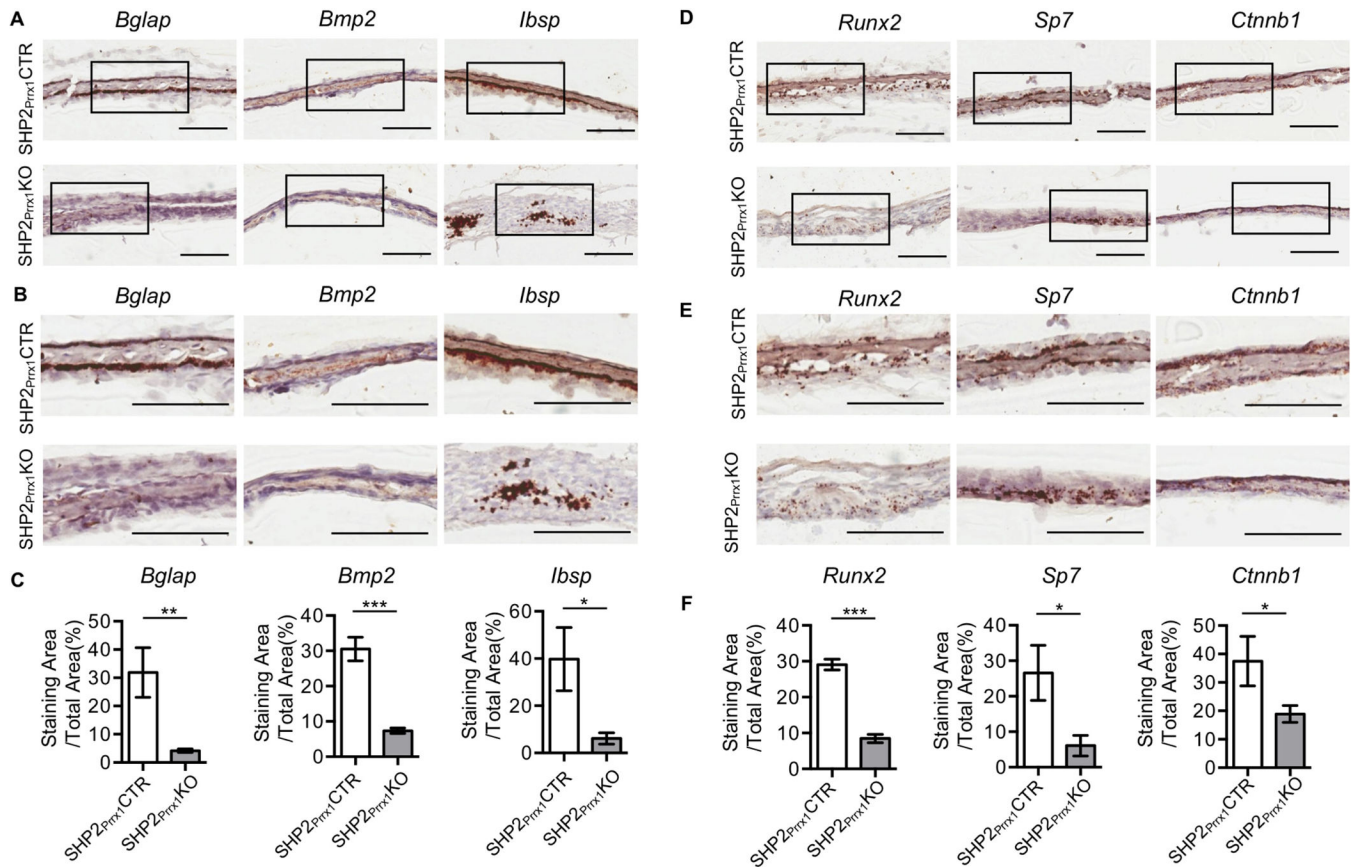 A
Bglap Bmp2 Ibsp
SHP2Prrx1CTR
SHP2Prrx1KO
B
Bglap Bmp2 Ibsp
SHP2Prrx1CTR
SHP2Prrx1KO
C
Bglap Bmp2 Ibsp
Staining Area
/Total Area(%)
50
40
30
20
10
0
**
SHP2Prrx1CTR
SHP2Prrx1KO
Staining Area
/Total Area(%)
40
30
20
10
0
***
SHP2Prrx1CTR
SHP2Prrx1KO
Staining Area
/Total Area(%)
60
40
20
0
*
SHP2Prrx1CTR
SHP2Prrx1KO
D
Runx2 Sp7 Ctnnb1
SHP2Prrx1CTR
SHP2Prrx1KO
E
Runx2 Sp7 Ctnnb1
SHP2Prrx1CTR
SHP2Prrx1KO
F
Runx2 Sp7 Ctnnb1
Staining Area
/Total Area(%)
40
30
20
10
0
***
SHP2Prrx1CTR
SHP2Prrx1KO
Staining Area
/Total Area(%)
40
30
20
10
0
*
SHP2Prrx1CTR
SHP2Prrx1KO
Staining Area
/Total Area(%)
50
40
30
20
10
0
*
SHP2Prrx1CTR
SHP2Prrx1KO